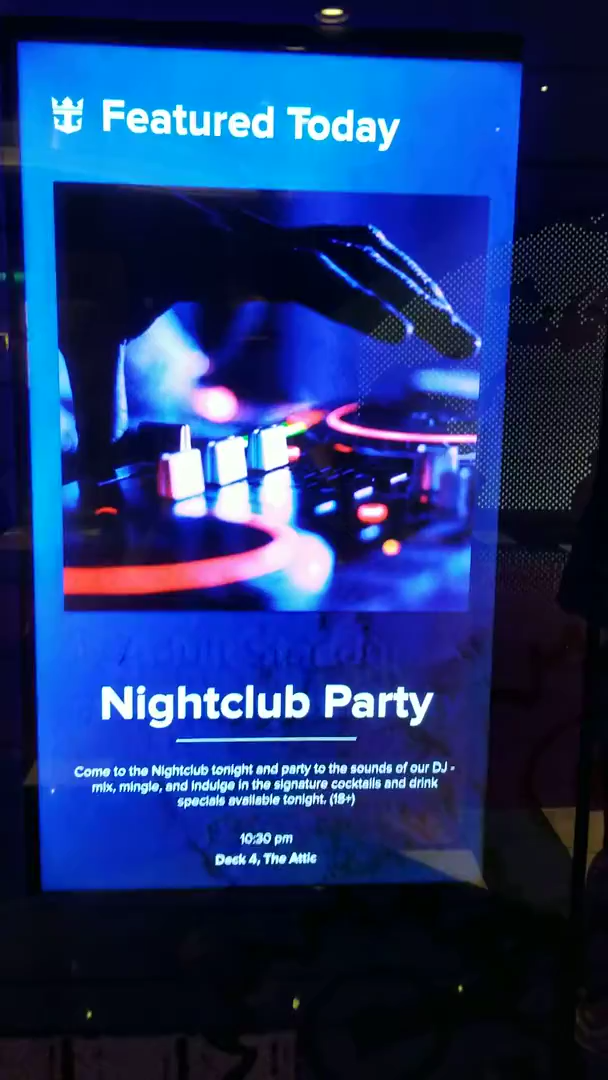 Featured Today
Nightclub Party
Come to the Nightclub tonight and party to the sounds of our DJ -
mix, mingle, and indulge in the signature cocktails and drink
specials available tonight. (18+)
10:30 pm
Deck 4, The Attic